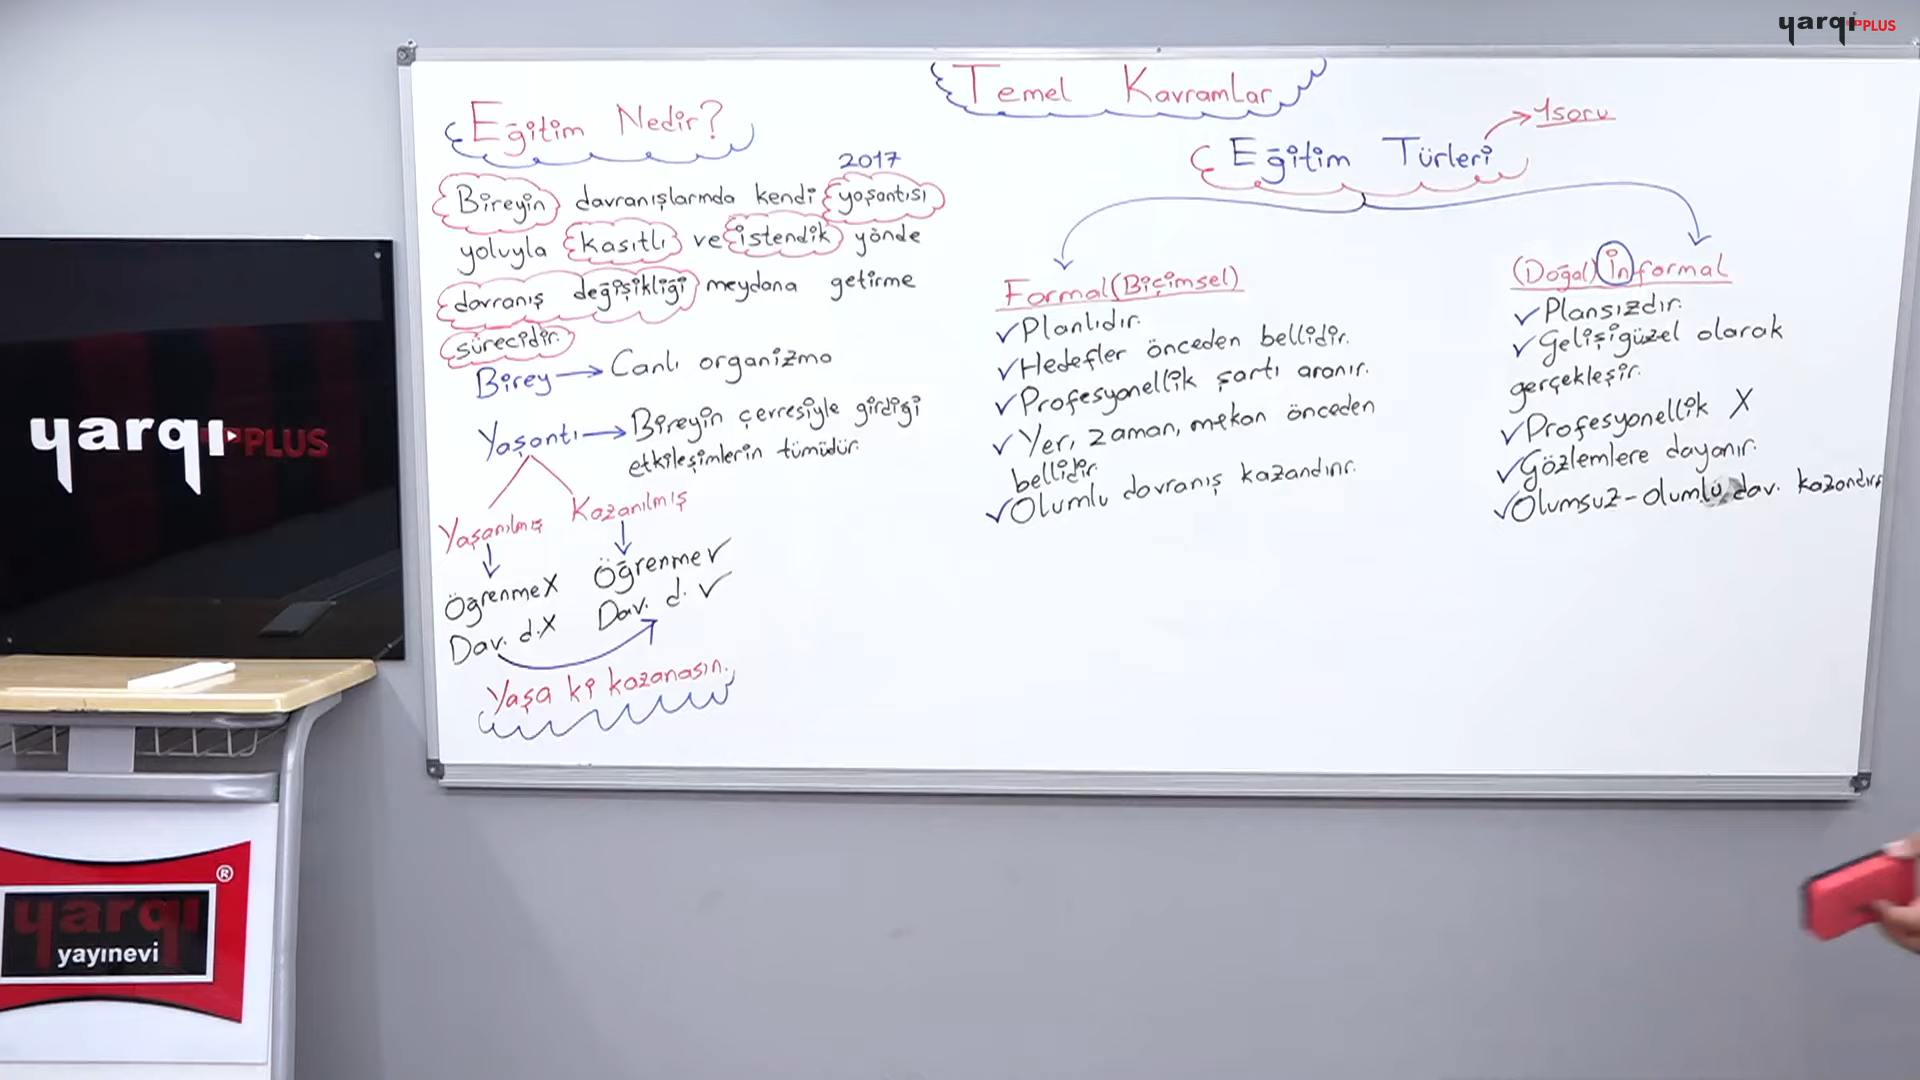 yarqı PLUS
Temel Kavramlar
Eğitim Nedir?
2017
Bireyin davranışlarında kendi yaşantısı
yoluyla kasıtlı ve istendik yönde
davranış değişikliği meydana getirme
sürecidir.
Birey → Canlı organizma
Yaşantı → Bireyin çevresiyle girdiği
etkileşimlerin tümüdür.
Yaşanılmış
Kazanılmış
Öğrenme X
Dav. d. X
Öğrenme ✓
Dav. d. ✓
Yaşa ki kazanasın.
Eğitim Türleri → 1 soru
Formal (Biçimsel)
✓ Planlıdır.
✓ Hedefler önceden bellidir.
✓ Profesyonellik şartı aranır.
✓ Yer, zaman, mekan önceden
bellidir.
✓ Olumlu davranış kazandırır.
(Doğal) İnformal
✓ Plansızdır.
✓ Gelişigüzel olarak
gerçekleşir.
✓ Profesyonellik X
✓ Gözlemlere dayanır.
✓ Olumsuz - olumlu dav. kazandırır
yarqı PLUS
yarqı
yayınevi
®